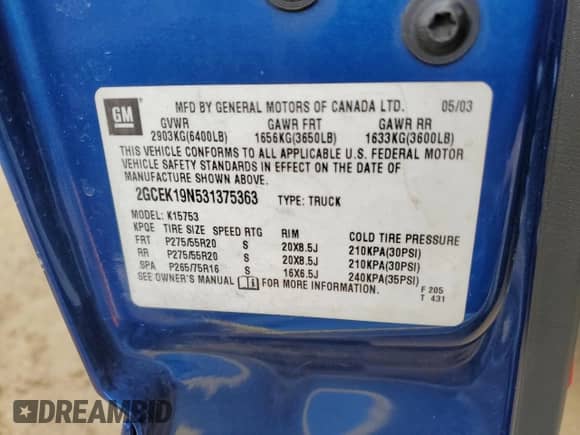 GM
MFD BY GENERAL MOTORS OF CANADA LTD. 05/03
GVWR GAWR FRT GAWR RR
2903KG(6400LB) 1656KG(3650LB) 1633KG(3600LB)
THIS VEHICLE CONFORMS TO ALL APPLICABLE U.S. FEDERAL MOTOR
VEHICLE SAFETY STANDARDS IN EFFECT ON THE DATE OF
MANUFACTURE SHOWN ABOVE.
2GCEK19N531375363 TYPE: TRUCK
MODEL: K15753
KPQE TIRE SIZE SPEED RTG RIM COLD TIRE PRESSURE
FRT P275/55R20 S 20X8.5J 210KPA(30PSI)
RR P275/55R20 S 20X8.5J 210KPA(30PSI)
SPA P265/75R16 S 16X6.5J 240KPA(35PSI)
SEE OWNER'S MANUAL FOR MORE INFORMATION.
F 205
T 431
DREAMBID